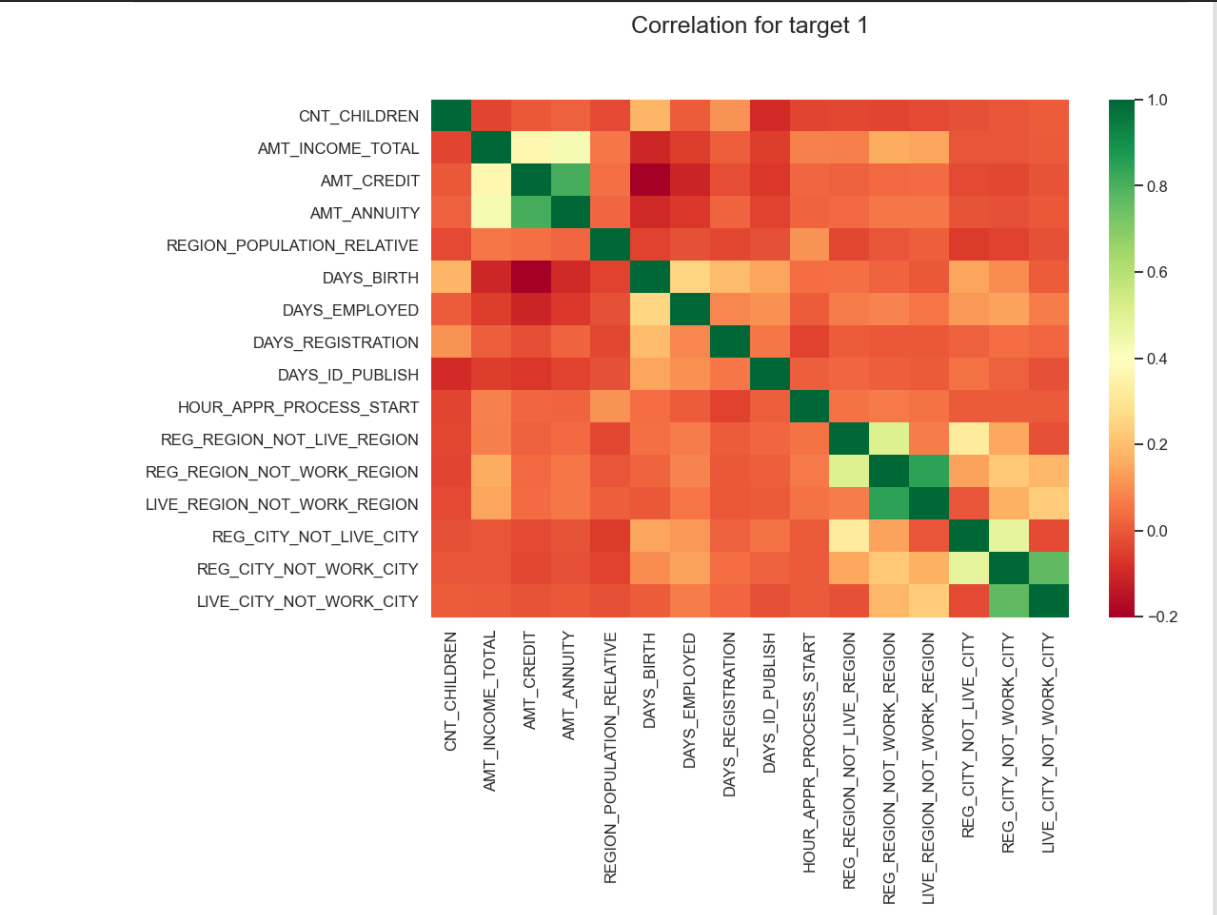 Correlation for target 1
CNT_CHILDREN
AMT_INCOME_TOTAL
AMT_CREDIT
AMT_ANNUITY
REGION_POPULATION_RELATIVE
DAYS_BIRTH
DAYS_EMPLOYED
DAYS_REGISTRATION
DAYS_ID_PUBLISH
HOUR_APPR_PROCESS_START
REG_REGION_NOT_LIVE_REGION
REG_REGION_NOT_WORK_REGION
LIVE_REGION_NOT_WORK_REGION
REG_CITY_NOT_LIVE_CITY
REG_CITY_NOT_WORK_CITY
LIVE_CITY_NOT_WORK_CITY
1.0
0.8
0.6
0.4
0.2
0.0
−0.2
CNT_CHILDREN
AMT_INCOME_TOTAL
AMT_CREDIT
AMT_ANNUITY
REGION_POPULATION_RELATIVE
DAYS_BIRTH
DAYS_EMPLOYED
DAYS_REGISTRATION
DAYS_ID_PUBLISH
HOUR_APPR_PROCESS_START
REG_REGION_NOT_LIVE_REGION
REG_REGION_NOT_WORK_REGION
LIVE_REGION_NOT_WORK_REGION
REG_CITY_NOT_LIVE_CITY
REG_CITY_NOT_WORK_CITY
LIVE_CITY_NOT_WORK_CITY